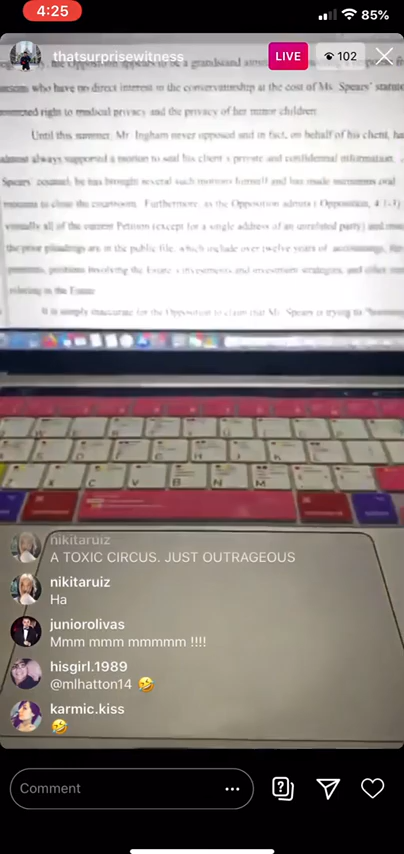 4:25
85%
thatsurprisewitness
LIVE
102
persons who have no direct interest in the conservatorship at the cost of Ms. Spears' statute
right to medical privacy and the privacy of her minor children.
Until this summer, Mr. Ingham never opposed and in fact, on behalf of his client, ha
almost always supported a motion to seal his client's private and confidential information.
Spears' counsel, he has brought several such motions himself and has made numerous oral
motions to close the courtroom. Furthermore, as the Opposition admits (Opposition, 4:1-3)
virtually all of the current Petition (except for a single address of an unrelated party) and
the prior pleadings are in the public file, which include over twelve years of accountings,
petitions involving the Estate's investments and investment strategies, and other
relating to the Estate.
It is simply inaccurate for the Opposition to claim that Mr. Spears is trying to
C V B N M
nikitaruiz
A TOXIC CIRCUS. JUST OUTRAGEOUS
nikitaruiz
Ha
juniorolivas
Mmm mmm mmmmm !!!!
hisgirl.1989
@mlhatton14 🤣
karmic.kiss
🤣
Comment